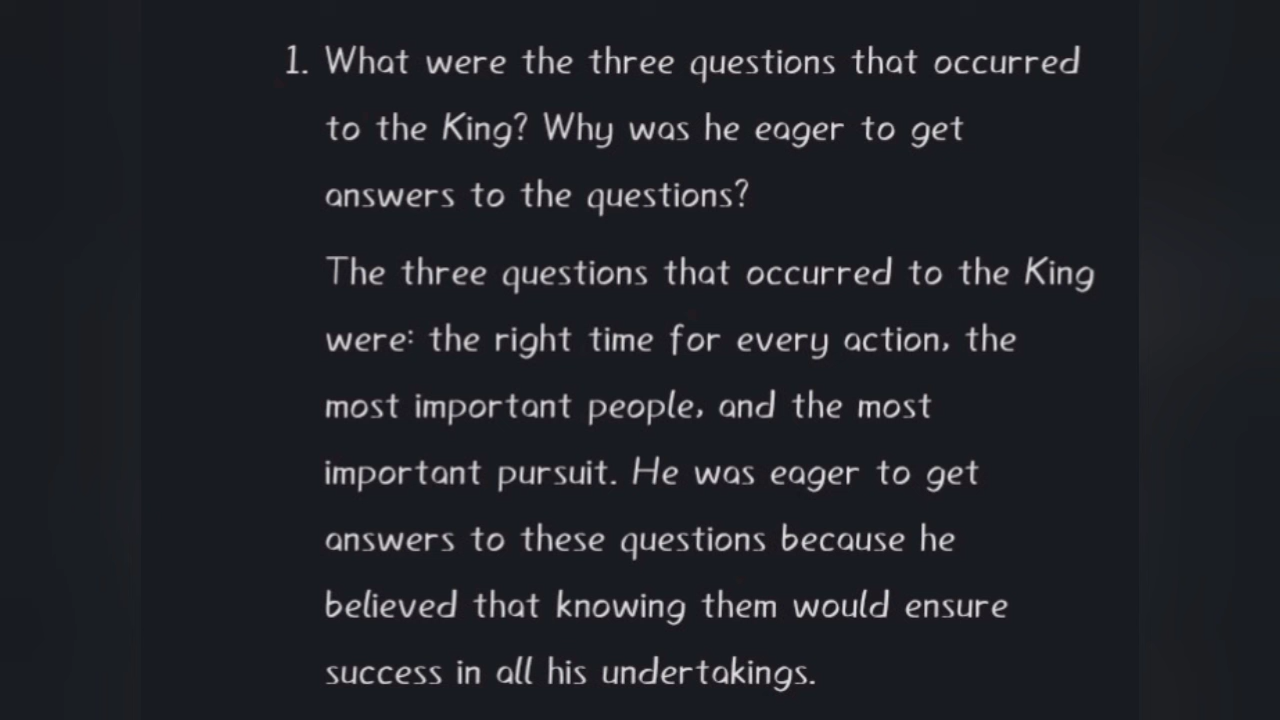 1. What were the three questions that occurred
to the King? Why was he eager to get
answers to the questions?
The three questions that occurred to the King
were: the right time for every action, the
most important people, and the most
important pursuit. He was eager to get
answers to these questions because he
believed that knowing them would ensure
success in all his undertakings.